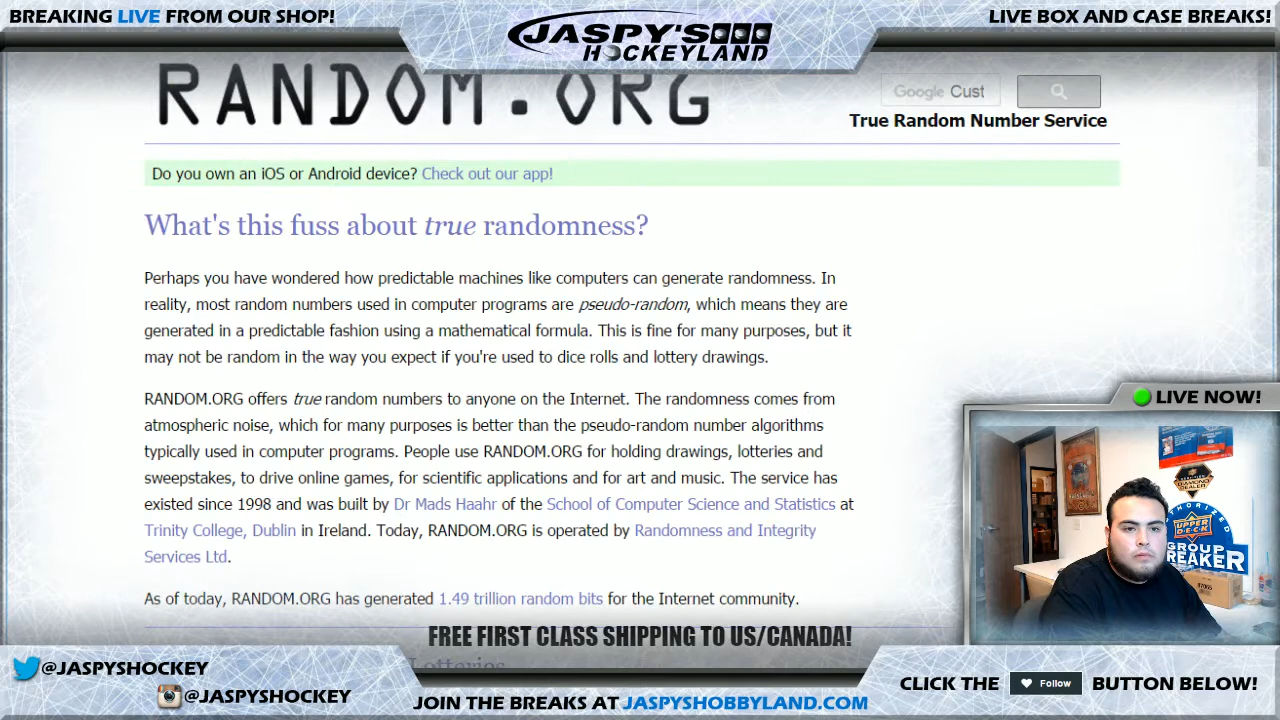 BREAKING LIVE FROM OUR SHOP!
JASPY'S
HOCKEYLAND
LIVE BOX AND CASE BREAKS!
RANDOM.ORG
Google Cust
True Random Number Service
Do you own an iOS or Android device? Check out our app!
What's this fuss about true randomness?
Perhaps you have wondered how predictable machines like computers can generate randomness. In
reality, most random numbers used in computer programs are pseudo-random, which means they are
generated in a predictable fashion using a mathematical formula. This is fine for many purposes, but it
may not be random in the way you expect if you're used to dice rolls and lottery drawings.
RANDOM.ORG offers true random numbers to anyone on the Internet. The randomness comes from
atmospheric noise, which for many purposes is better than the pseudo-random number algorithms
typically used in computer programs. People use RANDOM.ORG for holding drawings, lotteries and
sweepstakes, to drive online games, for scientific applications and for art and music. The service has
existed since 1998 and was built by Dr Mads Haahr of the School of Computer Science and Statistics at
Trinity College, Dublin in Ireland. Today, RANDOM.ORG is operated by Randomness and Integrity
Services Ltd.
As of today, RANDOM.ORG has generated 1.49 trillion random bits for the Internet community.
LIVE NOW!
DIAMOND
DEALER
AUTHORIZED
UPPER
DECK
GROUP
BREAKER
FREE FIRST CLASS SHIPPING TO US/CANADA!
Lotteries
@JASPYSHOCKEY
@JASPYSHOCKEY
JOIN THE BREAKS AT JASPYSHOBBYLAND.COM
CLICK THE Follow BUTTON BELOW!